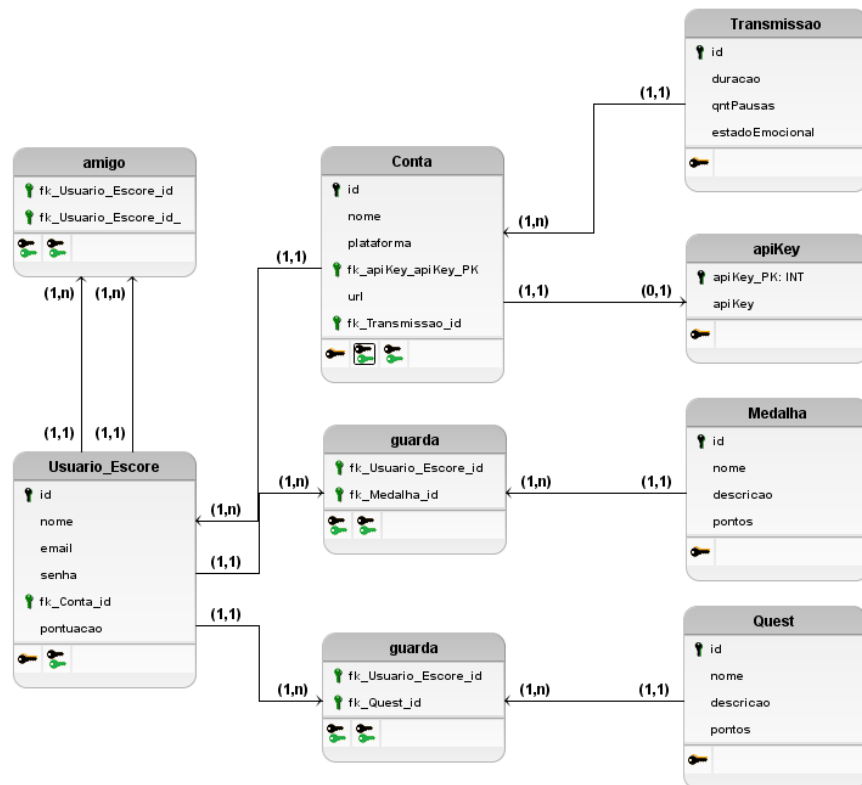 Transmissao
id
duracao
qntPausas
estadoEmocional
(1,1)
(1,n)
amigo
fk_Usuario_Escore_id
fk_Usuario_Escore_id_
(1,n)
(1,n)
(1,1)
(1,1)
Conta
id
nome
plataforma
fk_apiKey_apiKey_PK
url
fk_Transmissao_id
(1,1)
(1,n)
(1,1)
(0,1)
apiKey
apiKey_PK: INT
apiKey
Usuario_Escore
id
nome
email
senha
fk_Conta_id
pontuacao
(1,1)
(1,n)
guarda
fk_Usuario_Escore_id
fk_Medalha_id
(1,n)
(1,1)
Medalha
id
nome
descricao
pontos
(1,1)
(1,n)
guarda
fk_Usuario_Escore_id
fk_Quest_id
(1,n)
(1,1)
Quest
id
nome
descricao
pontos